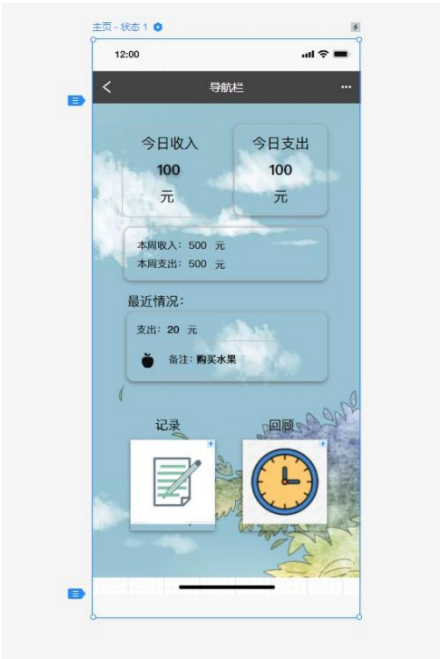 主页 - 状态 1
12:00
导航栏
今日收入
100
元
今日支出
100
元
本周收入：500 元
本周支出：500 元
最近情况：
支出：20 元
备注：购买水果
记录
回顾